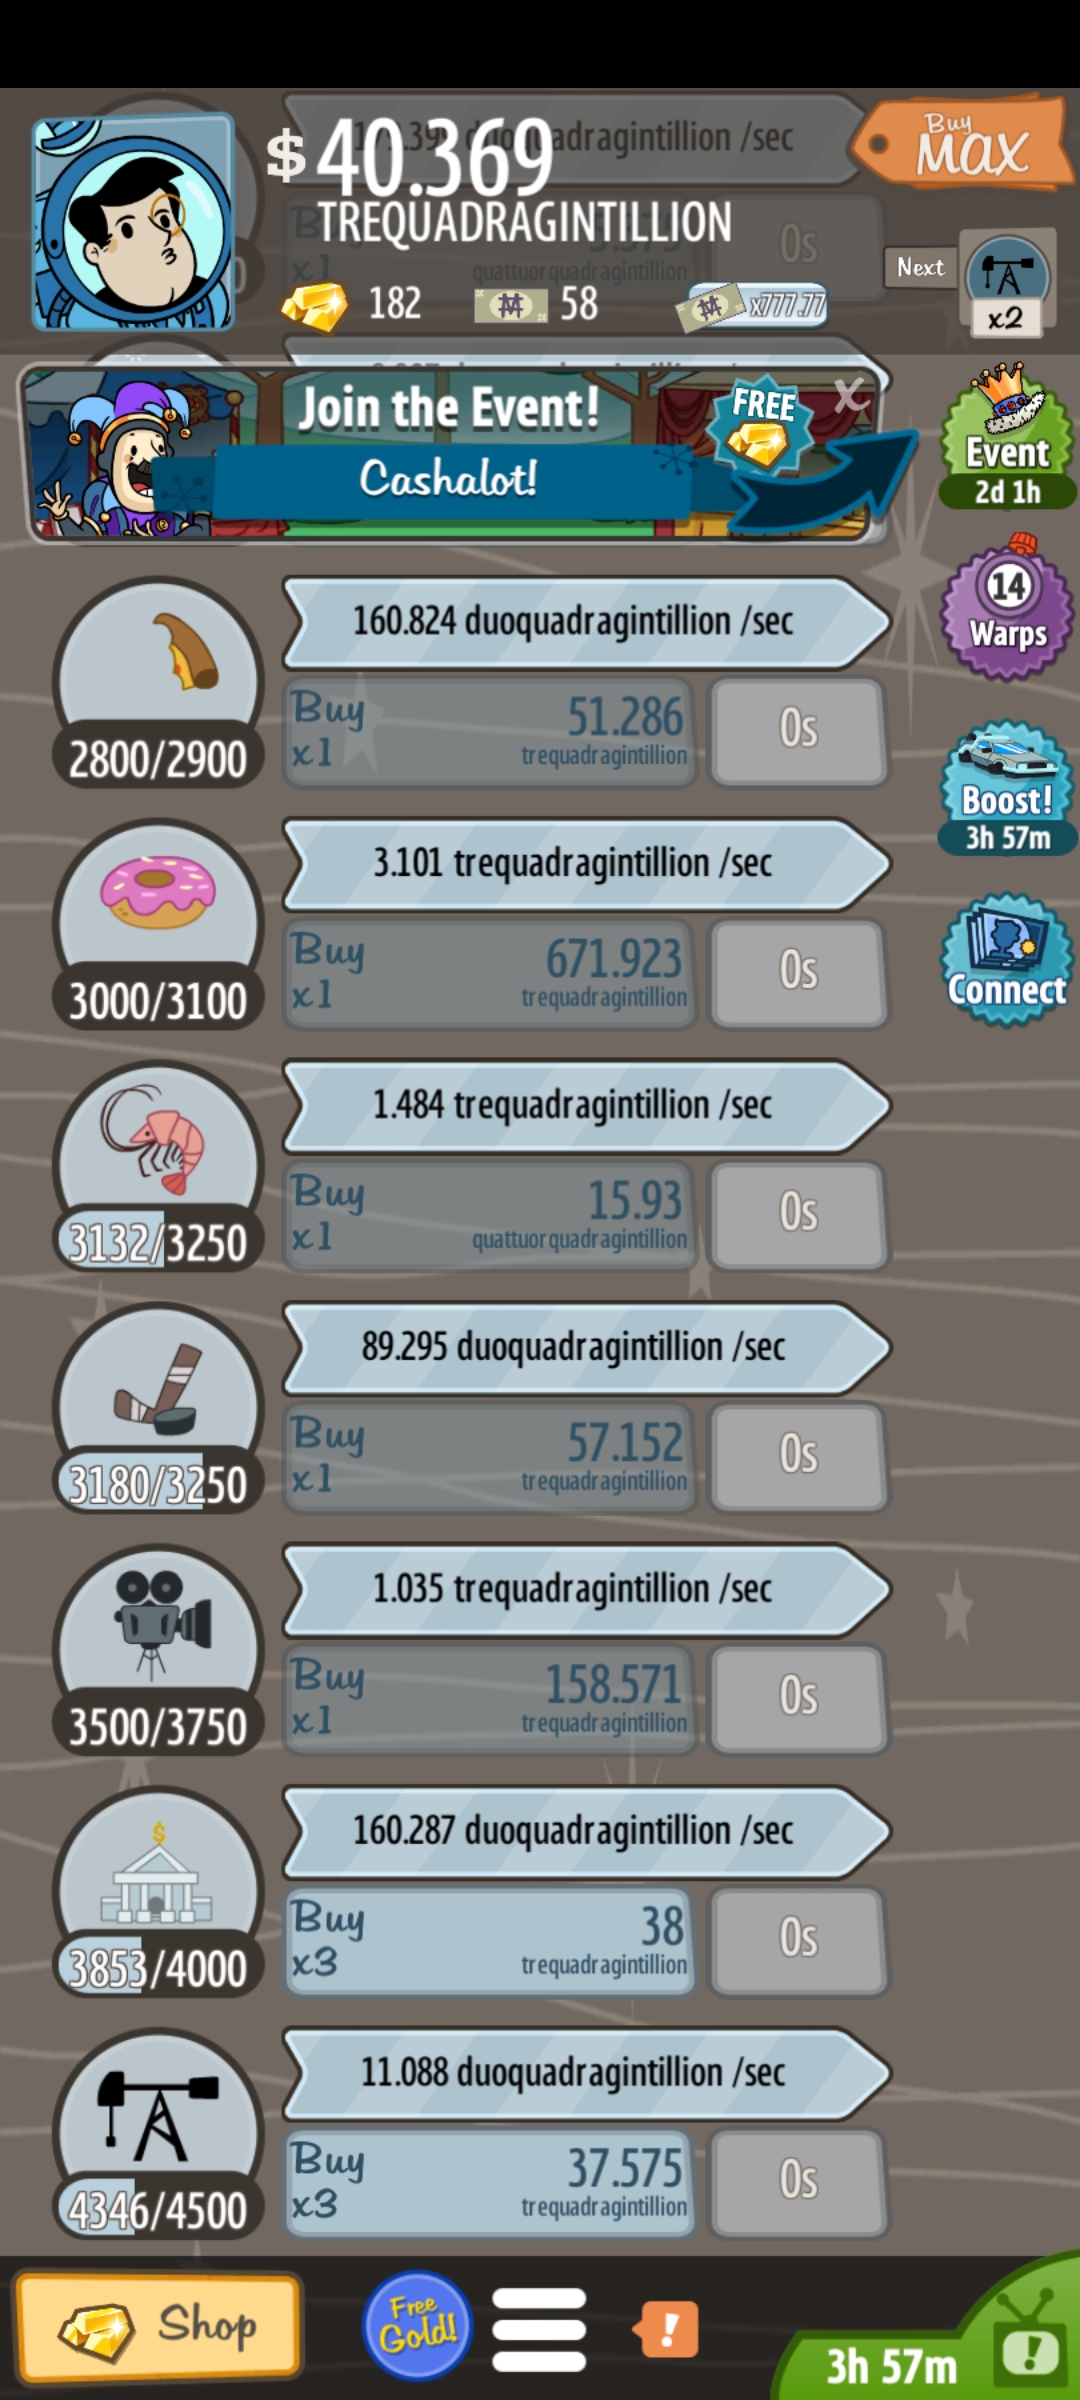 $ 40.369
TREQUADRAGINTILLION
182
58
x777.77
Buy
MAX
Next
x2
duoquadragintillion /sec
quattuorquadragintillion
0s
Join the Event!
Cashalot!
FREE
X
Event
2d 1h
14
Warps
Boost!
3h 57m
Connect
160.824 duoquadragintillion /sec
Buy
x1
51.286
trequadragintillion
0s
2800/2900
3.101 trequadragintillion /sec
Buy
x1
671.923
trequadragintillion
0s
3000/3100
1.484 trequadragintillion /sec
Buy
x1
15.93
quattuorquadragintillion
0s
3132/3250
89.295 duoquadragintillion /sec
Buy
x1
57.152
trequadragintillion
0s
3180/3250
1.035 trequadragintillion /sec
Buy
x1
158.571
trequadragintillion
0s
3500/3750
$
160.287 duoquadragintillion /sec
Buy
x3
38
trequadragintillion
0s
3853/4000
11.088 duoquadragintillion /sec
Buy
x3
37.575
trequadragintillion
0s
4346/4500
Shop
Free
Gold!
!
3h 57m
!